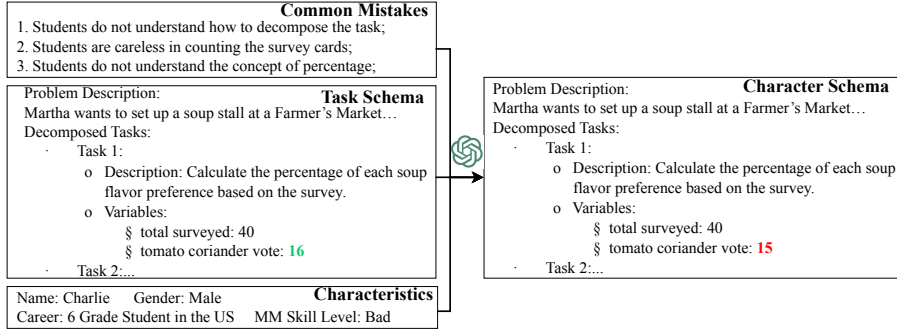 Common Mistakes
1. Students do not understand how to decompose the task;
2. Students are careless in counting the survey cards;
3. Students do not understand the concept of percentage;
Task Schema
Problem Description:
Martha wants to set up a soup stall at a Farmer's Market…
Decomposed Tasks:
· Task 1:
o Description: Calculate the percentage of each soup
flavor preference based on the survey.
o Variables:
§ total surveyed: 40
§ tomato coriander vote: 16
· Task 2:...
Characteristics
Name: Charlie Gender: Male
Career: 6 Grade Student in the US MM Skill Level: Bad
Character Schema
Problem Description:
Martha wants to set up a soup stall at a Farmer's Market…
Decomposed Tasks:
· Task 1:
o Description: Calculate the percentage of each soup
flavor preference based on the survey.
o Variables:
§ total surveyed: 40
§ tomato coriander vote: 15
· Task 2:...